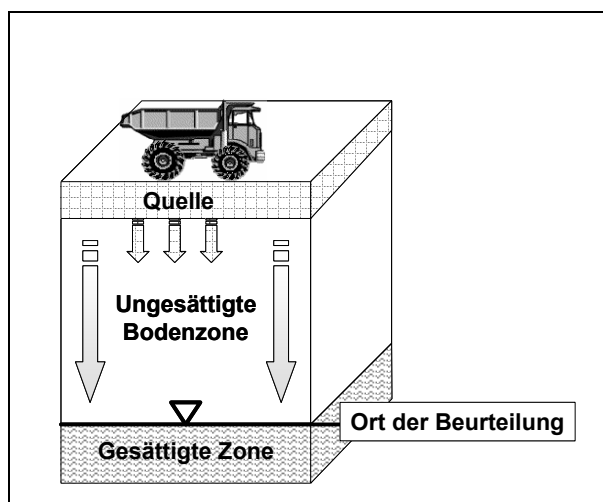 Quelle
Ungesättigte
Bodenzone
Ort der Beurteilung
Gesättigte Zone